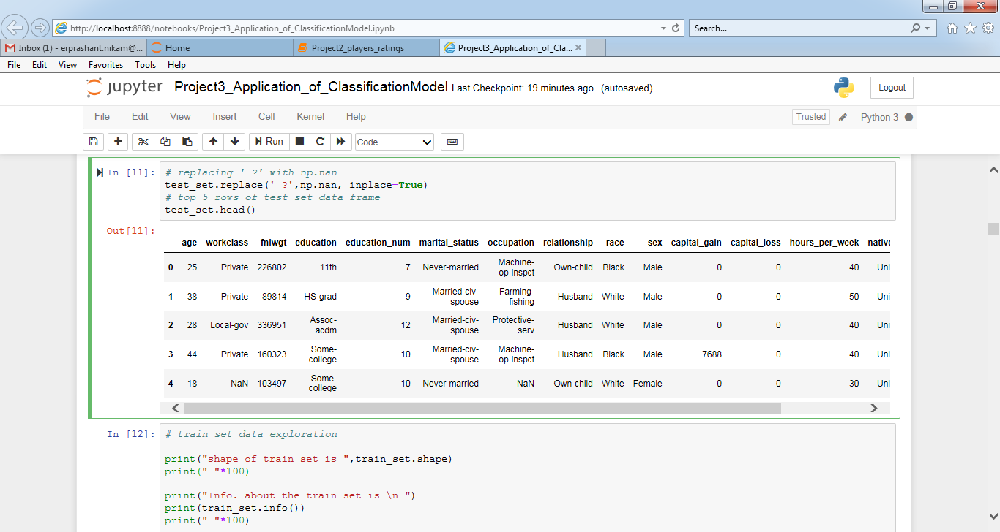 http://localhost:8888/notebooks/Project3_Application_of_ClassificationModel.ipynb
Search...
Inbox (1) - erprashant.nikam@...
Home
Project2_players_ratings
Project3_Application_of_Cla...
File Edit View Favorites Tools Help
jupyter Project3_Application_of_ClassificationModel Last Checkpoint: 19 minutes ago (autosaved)
Logout
File Edit View Insert Cell Kernel Help
Trusted
Python 3
Run
Code
In [11]:
# replacing ' ?' with np.nan
test_set.replace(' ?',np.nan, inplace=True)
# top 5 rows of test set data frame
test_set.head()
Out[11]:
age workclass fnlwgt education education_num marital_status occupation relationship race sex capital_gain capital_loss hours_per_week native
0 25 Private 226802 11th 7 Never-married Machine-op-inspct Own-child Black Male 0 0 40 Uni
1 38 Private 89814 HS-grad 9 Married-civ-spouse Farming-fishing Husband White Male 0 0 50 Uni
2 28 Local-gov 336951 Assoc-acdm 12 Married-civ-spouse Protective-serv Husband White Male 0 0 40 Uni
3 44 Private 160323 Some-college 10 Married-civ-spouse Machine-op-inspct Husband Black Male 7688 0 40 Uni
4 18 NaN 103497 Some-college 10 Never-married NaN Own-child White Female 0 0 30 Uni
In [12]:
# train set data exploration
print("shape of train set is ",train_set.shape)
print("-"*100)
print("Info. about the train set is \n ")
print(train_set.info())
print("-"*100)